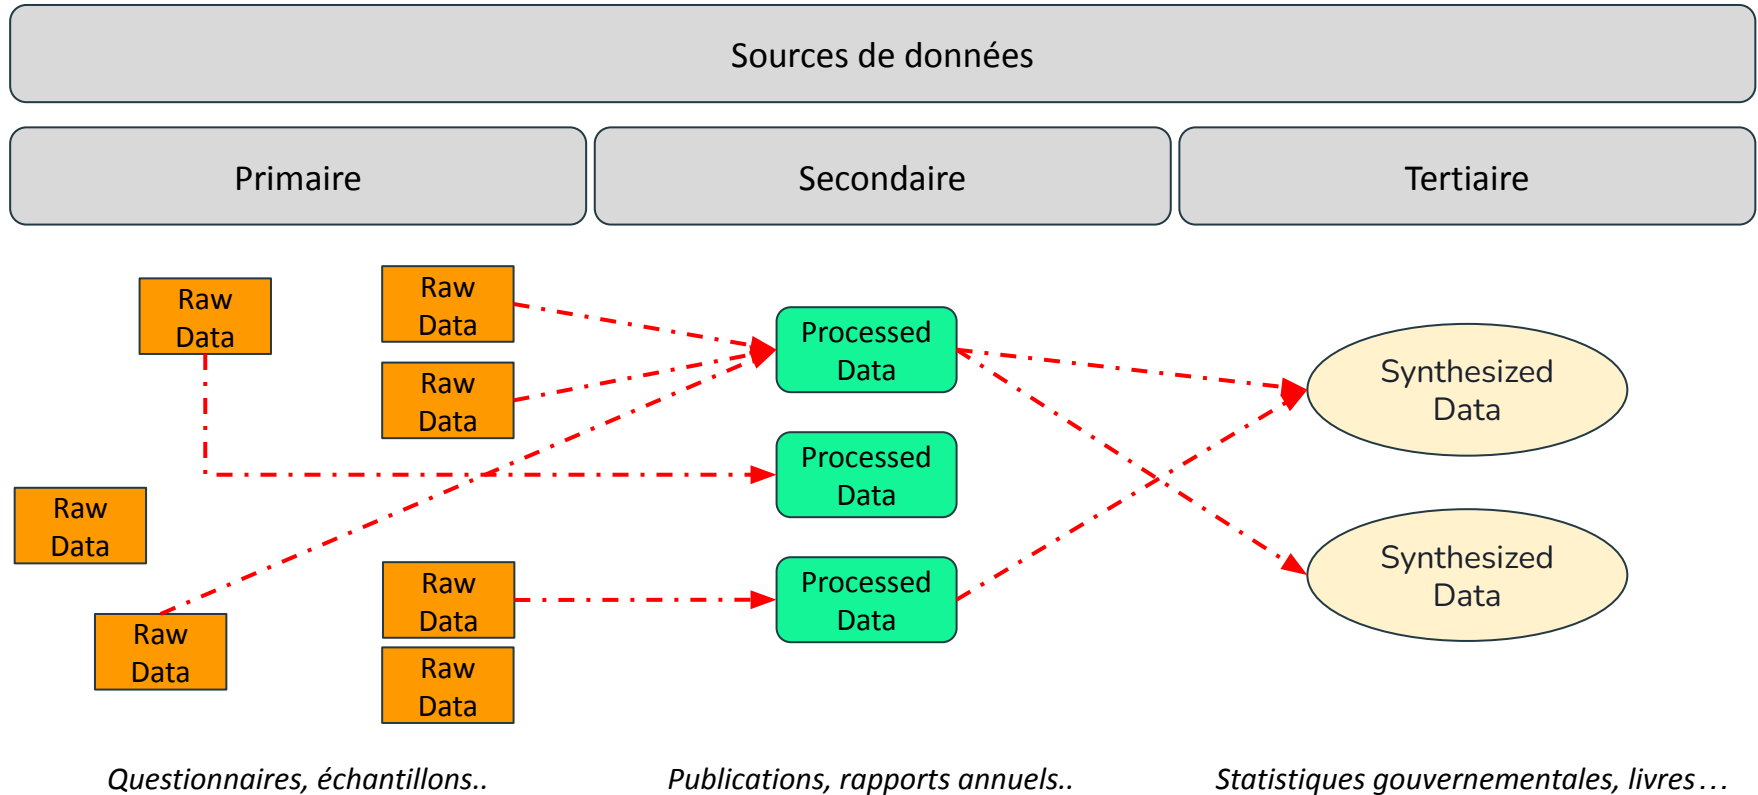 Sources de données
Primaire
Secondaire
Tertiaire
Raw
Data
Raw
Data
Raw
Data
Raw
Data
Raw
Data
Raw
Data
Raw
Data
Processed
Data
Processed
Data
Processed
Data
Synthesized
Data
Synthesized
Data
Questionnaires, échantillons..
Publications, rapports annuels..
Statistiques gouvernementales, livres...